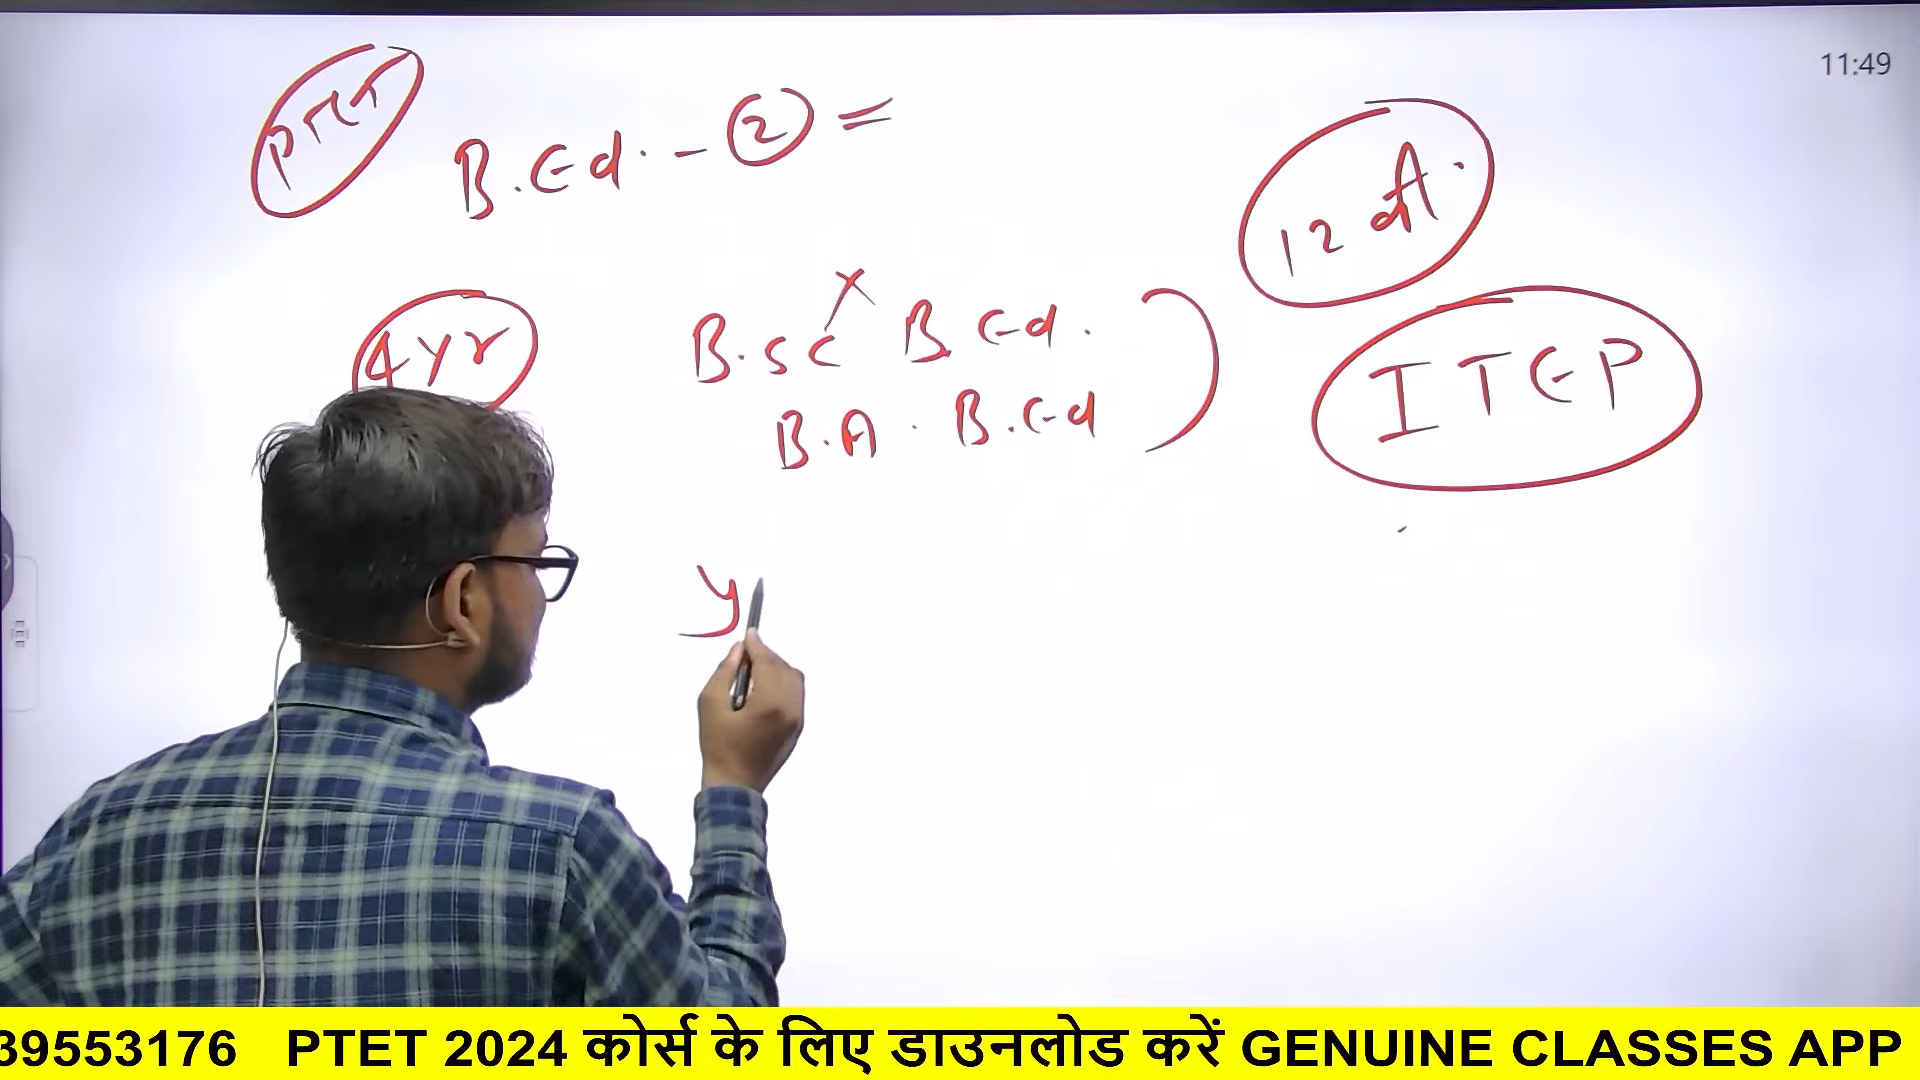 11:49
PTET
B.Ed. - 2 =
12 वीं.
4 yr
B.Sc B.Ed.
ITEP
B.A. B.Ed
y
39553176 PTET 2024 कोर्स के लिए डाउनलोड करें GENUINE CLASSES APP